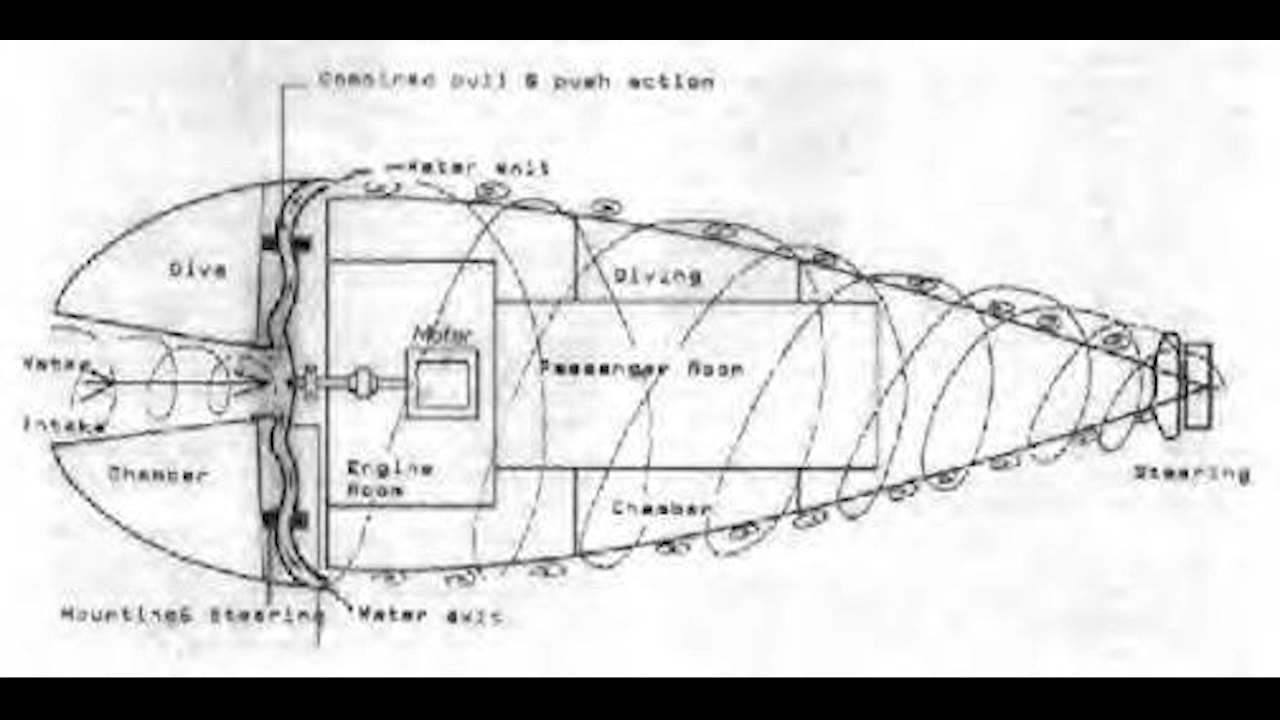 Combined pull & push action
Water exit
Dive
Diving
Motor
Water
Passenger Room
Intake
Chamber
Engine
Room
Steering
Chamber
Mounting& Steering
Water exit